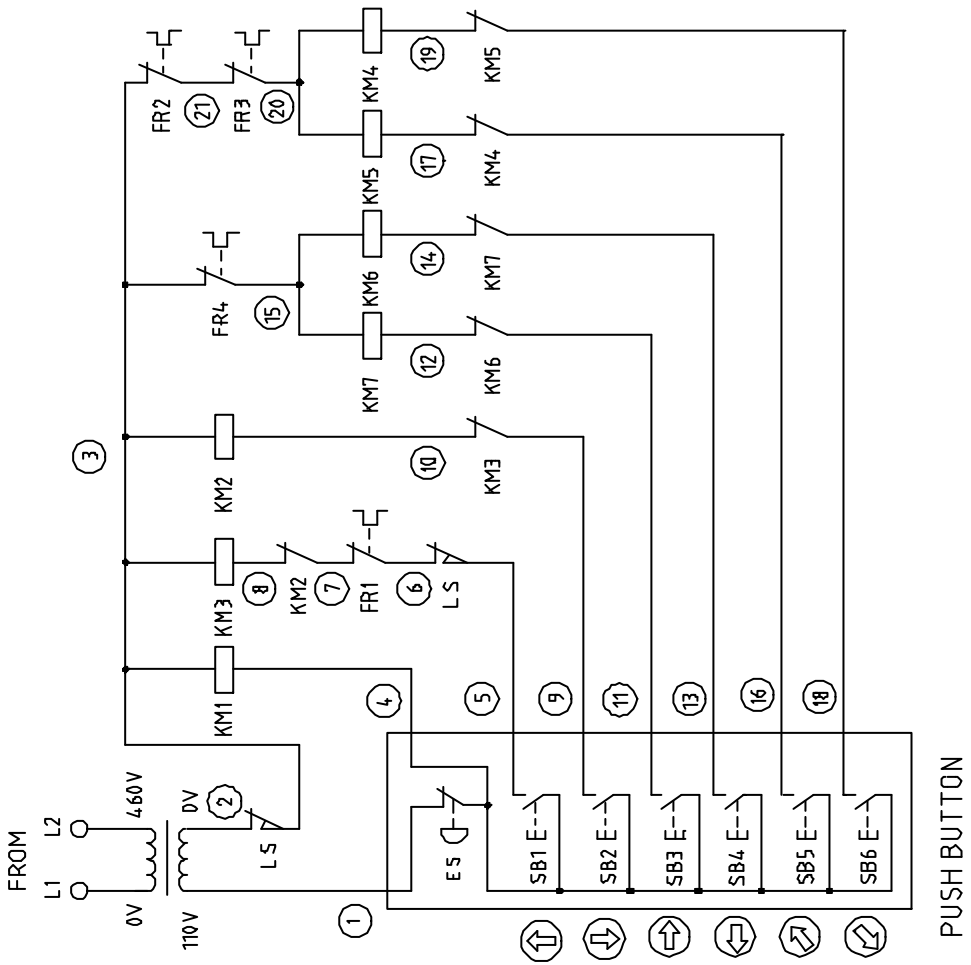 FROM
L1
L2
0V
460V
110V
0V
2
LS
1
3
KM1
KM3
KM2
FR4
FR2
FR3
21
20
15
8
KM2
7
FR1
6
LS
KM7
KM6
KM5
KM4
10
12
14
17
19
KM3
KM6
KM7
KM4
KM5
4
5
9
11
13
16
18
ES
SB1
SB2
SB3
SB4
SB5
SB6
PUSH BUTTON